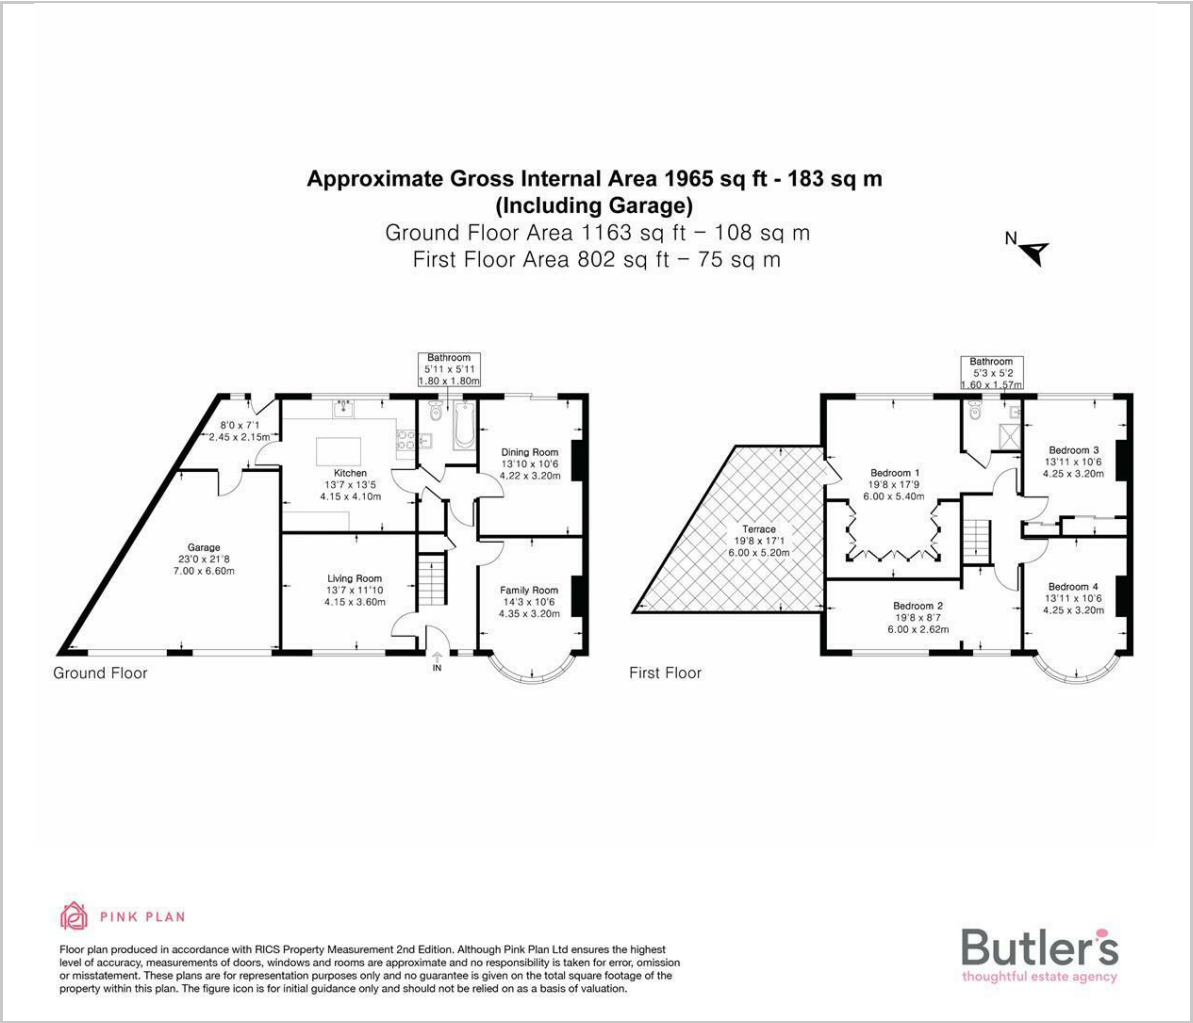 Approximate Gross Internal Area 1965 sq ft - 183 sq m
(Including Garage)
Ground Floor Area 1163 sq ft – 108 sq m
First Floor Area 802 sq ft – 75 sq m
N
Bathroom
5'11 x 5'11
1.80 x 1.80m
8'0 x 7'1
2.45 x 2.15m
Kitchen
13'7 x 13'5
4.15 x 4.10m
Dining Room
13'10 x 10'6
4.22 x 3.20m
Garage
23'0 x 21'8
7.00 x 6.60m
Living Room
13'7 x 11'10
4.15 x 3.60m
Family Room
14'3 x 10'6
4.35 x 3.20m
IN
Ground Floor
Bathroom
5'3 x 5'2
1.60 x 1.57m
Bedroom 1
19'8 x 17'9
6.00 x 5.40m
Bedroom 3
13'11 x 10'6
4.25 x 3.20m
Terrace
19'8 x 17'1
6.00 x 5.20m
Bedroom 2
19'8 x 8'7
6.00 x 2.62m
Bedroom 4
13'11 x 10'6
4.25 x 3.20m
First Floor
PINK PLAN
Floor plan produced in accordance with RICS Property Measurement 2nd Edition. Although Pink Plan Ltd ensures the highest
level of accuracy, measurements of doors, windows and rooms are approximate and no responsibility is taken for error, omission
or misstatement. These plans are for representation purposes only and no guarantee is given on the total square footage of the
property within this plan. The figure icon is for initial guidance only and should not be relied on as a basis of valuation.
Butler's
thoughtful estate agency